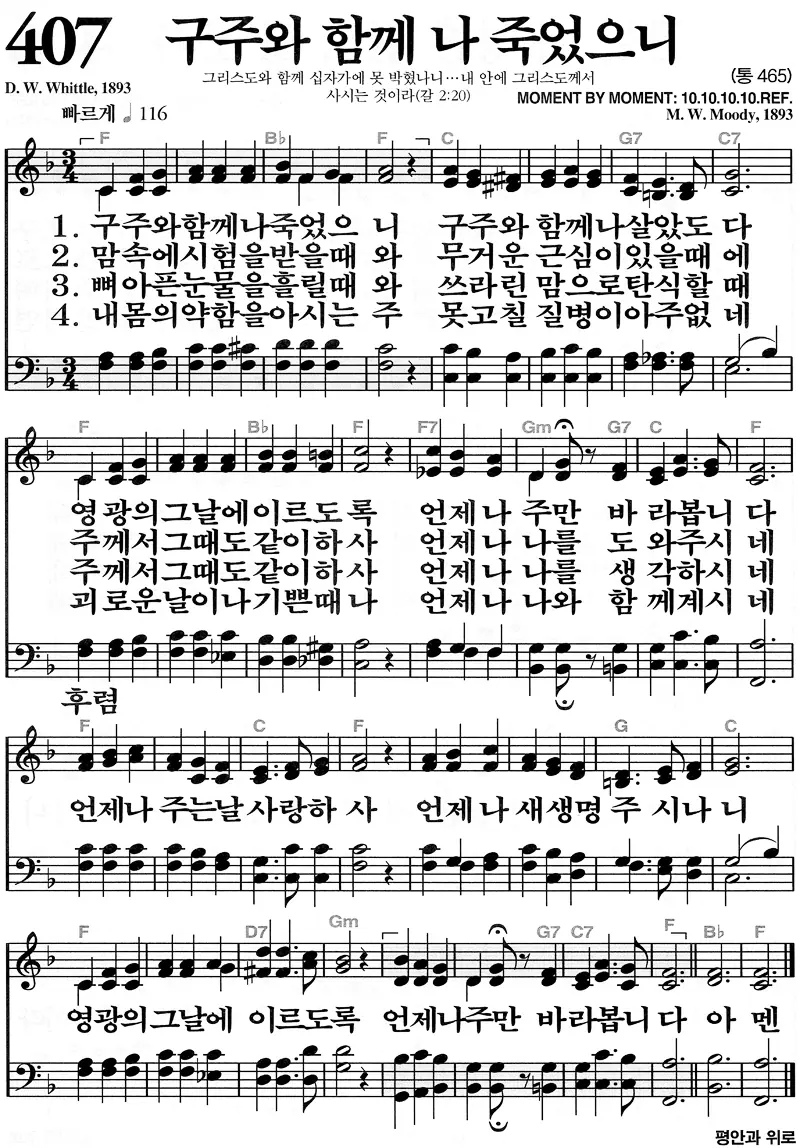 407 구주와 함께 나 죽었으니
D. W. Whittle, 1893
그리스도와 함께 십자가에 못 박혔나니…내 안에 그리스도께서
사시는 것이라(갈 2:20)
(통 465)
MOMENT BY MOMENT: 10.10.10.10.REF.
M. W. Moody, 1893
빠르게 ♩ 116
F B♭ F C G7 C7
3/4
1. 구주와함께나죽었으 니 구주와 함께나살았도 다
2. 맘속에시험을받을때 와 무거운 근심이있을때 에
3. 뼈아픈눈물을흘릴때 와 쓰라린 맘으로탄식할 때
4. 내몸의약함을아시는 주 못고칠 질병이아주없 네
3/4
F B♭ F F7 Gm G7 C F
영광의그날에이르도록 언제나 주만 바 라봅니 다
주께서그때도같이하 사 언제나 나를 도 와주시 네
주께서그때도같이하 사 언제나 나를 생 각하시 네
괴로운날이나기쁜때 나 언제나 나와 함 께계시 네
후렴
F C F G C
언제나 주는날 사랑하 사 언제나 새생명 주 시나 니
F D7 Gm G7 C7 F B♭ F
영광의그날에 이르도록 언제나주만 바라봅니 다 아 멘
평안과 위로